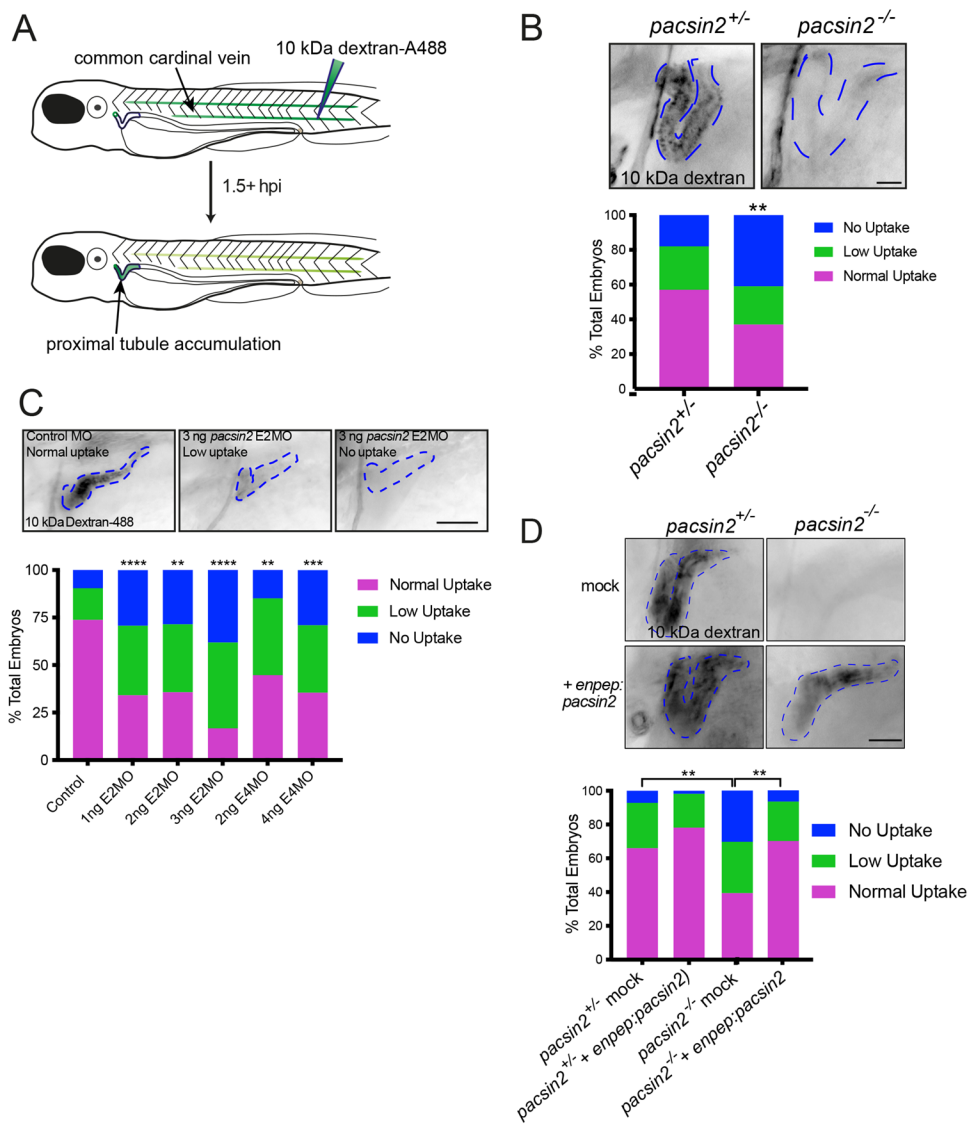 A
common cardinal vein
10 kDa dextran-A488
1.5+ hpi
proximal tubule accumulation
B
pacsin2+/-
pacsin2-/-
10 kDa dextran
**
100
80
60
40
20
0
% Total Embryos
No Uptake
Low Uptake
Normal Uptake
pacsin2+/-
pacsin2-/-
C
Control MO
Normal uptake
10 kDa Dextran-488
3 ng pacsin2 E2MO
Low uptake
3 ng pacsin2 E2MO
No uptake
**** ** **** ** ***
100
75
50
25
0
% Total Embryos
Normal Uptake
Low Uptake
No Uptake
Control
1ng E2MO
2ng E2MO
3ng E2MO
2ng E4MO
4ng E4MO
D
pacsin2+/-
pacsin2-/-
mock
10 kDa dextran
+ enpep:
pacsin2
** **
100
80
60
40
20
0
% Total Embryos
No Uptake
Low Uptake
Normal Uptake
pacsin2+/- mock
pacsin2+/- + enpep:pacsin2)
pacsin2-/- mock
pacsin2-/- + enpep:pacsin2